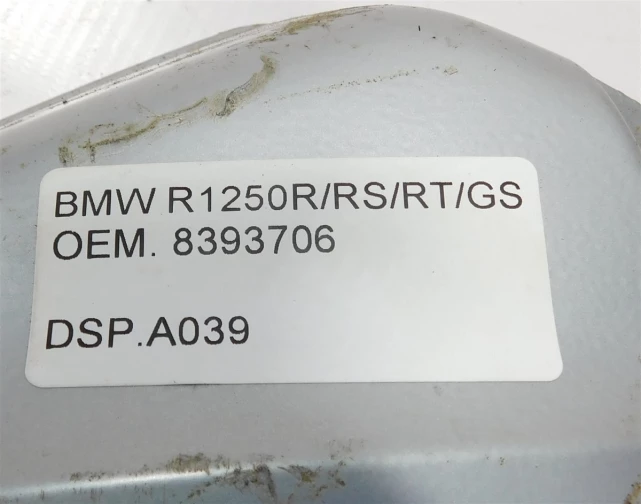 BMW R1250R/RS/RT/GS
OEM. 8393706
DSP.A039